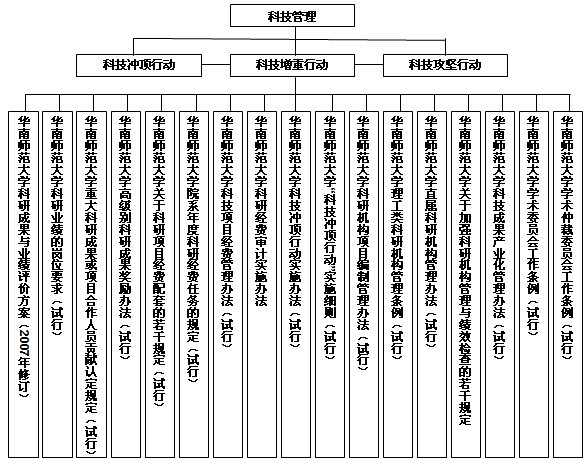 科技管理
科技冲顶行动
科技增重行动
科技攻坚行动
华南师范大学科研成果与业绩评价方案（2007年修订）
华南师范大学科研业绩的岗位要求（试行）
华南师范大学重大科研成果或项目合作人员贡献认定规定（试行）
华南师范大学高级别科研成果奖励办法（试行）
华南师范大学关于科研项目经费配套的若干规定（试行）
华南师范大学院系年度科研经费任务的规定（试行）
华南师范大学科技项目经费管理办法（试行）
华南师范大学科研经费审计实施办法
华南师范大学科技冲顶行动实施办法（试行）
华南师范大学“科技冲顶行动”实施细则（试行）
华南师范大学科研机构项目编制管理办法（试行）
华南师范大学理工类科研机构管理条例（试行）
华南师范大学直属科研机构管理办法（试行）
华南师范大学关于加强科研机构管理与绩效检查的若干规定
华南师范大学科技成果产业化管理办法（试行）
华南师范大学学术委员会工作条例（试行）
华南师范大学学术仲裁委员会工作条例（试行）